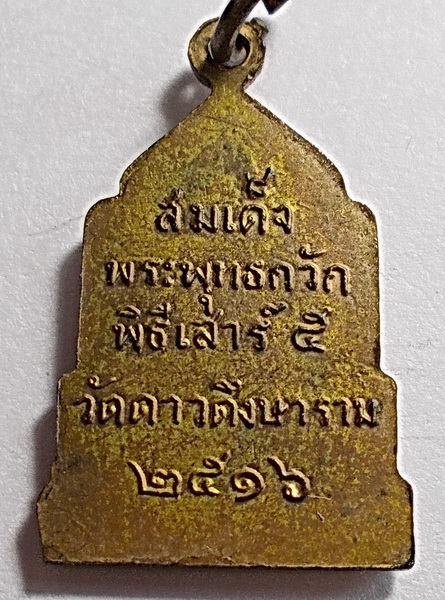 สมเด็จ
พระพุทธกวัก
พิธีเสาร์ ๕
วัดดาวดึงษาราม
๒๕๑๖